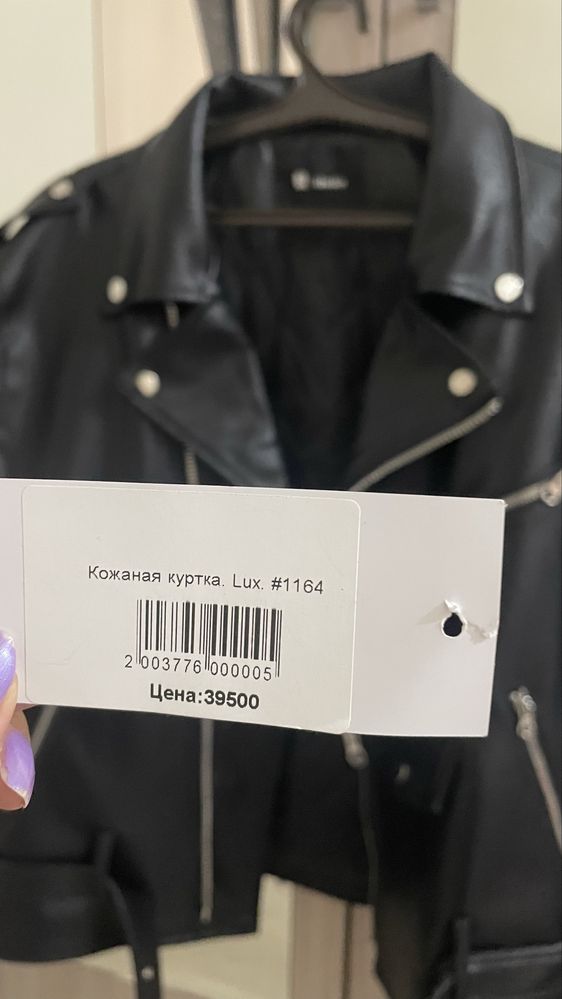 Кожаная куртка. Lux. #1164
2 003776 000005
Цена:39500